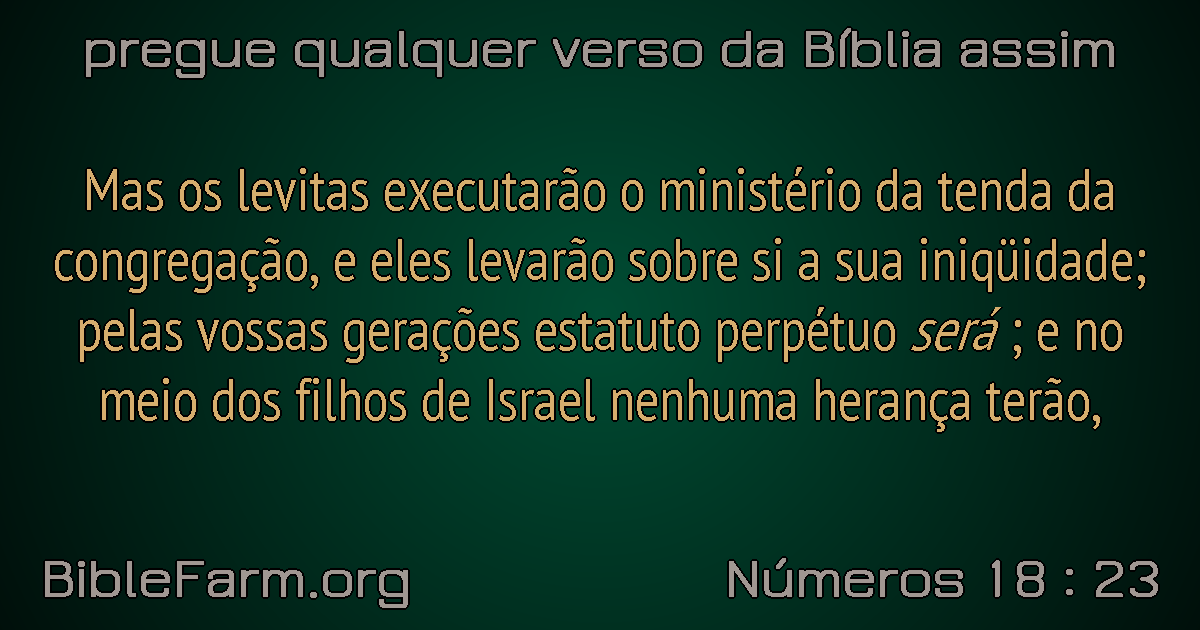 pregue qualquer verso da Bíblia assim
Mas os levitas executarão o ministério da tenda da
congregação, e eles levarão sobre si a sua iniqüidade;
pelas vossas gerações estatuto perpétuo será ; e no
meio dos filhos de Israel nenhuma herança terão,
BibleFarm.org
Números 18 : 23